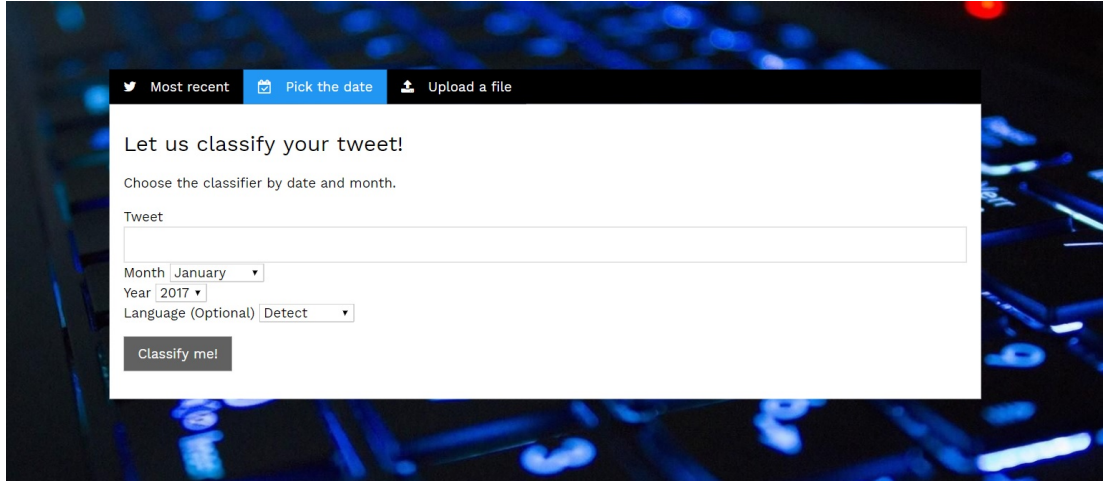 Most recent Pick the date Upload a file
Let us classify your tweet!
Choose the classifier by date and month.
Tweet
Month January
Year 2017
Language (Optional) Detect
Classify me!